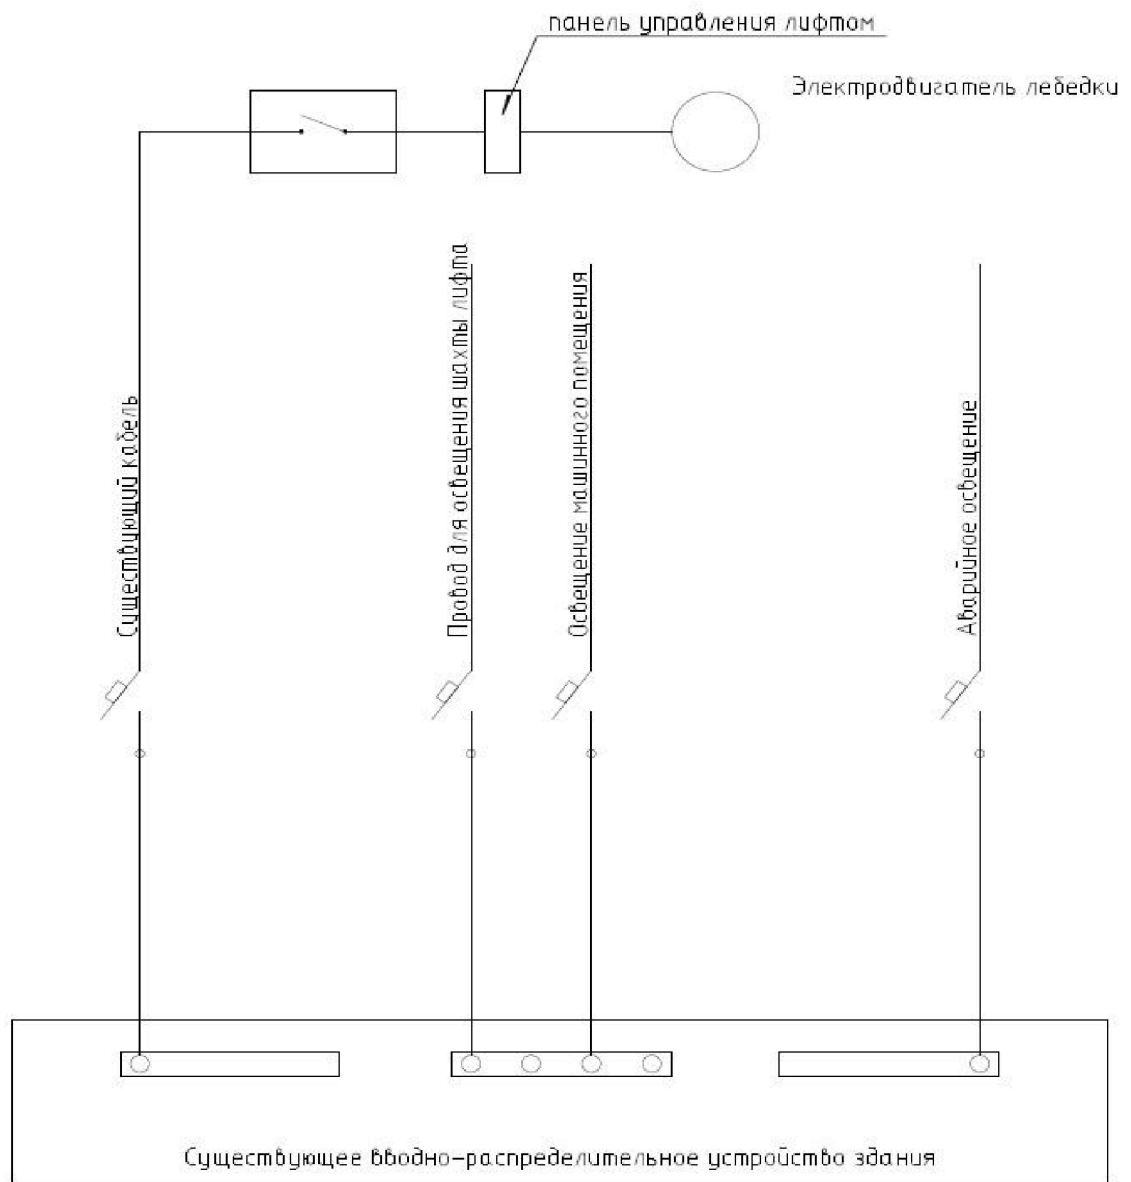 панель управления лифтом
Электродвигатель лебедки
Существующий кабель
Провод для освещения шахты лифта
Освещение машинного помещения
Аварийное освещение
Существующее вводно-распределительное устройство здания